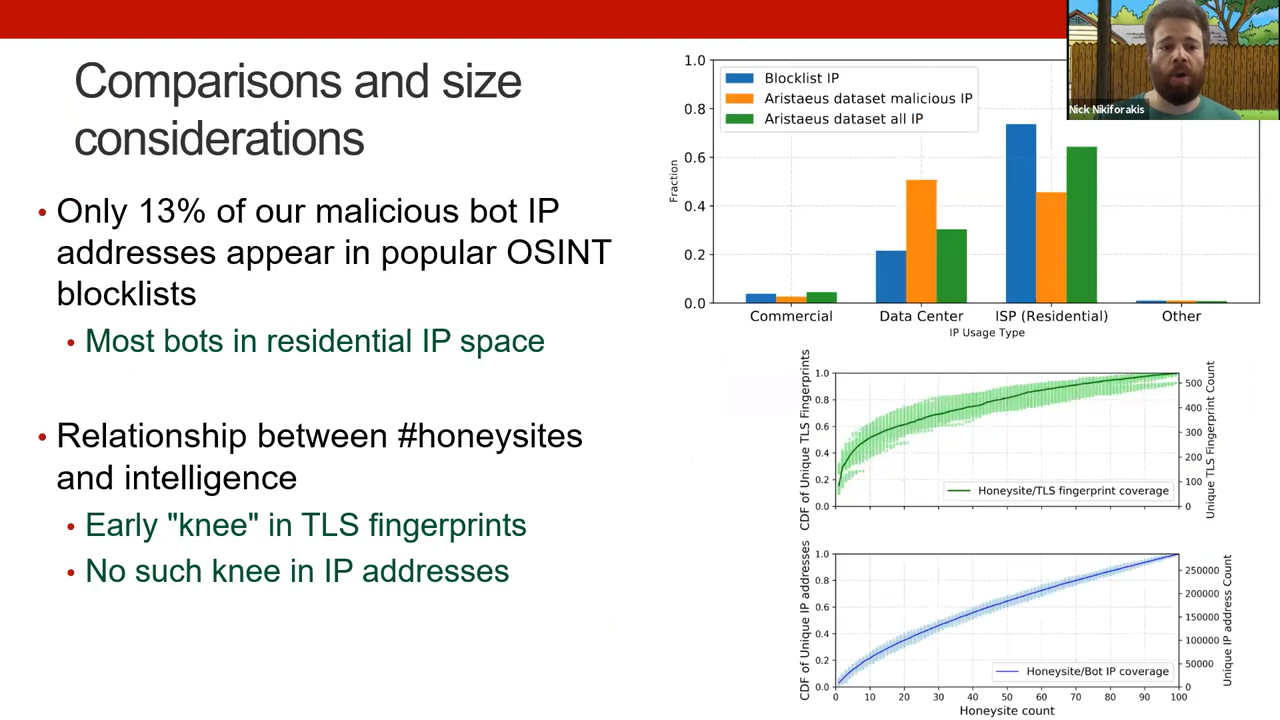 Comparisons and size
considerations
• Only 13% of our malicious bot IP
addresses appear in popular OSINT
blocklists
• Most bots in residential IP space
• Relationship between #honeysites
and intelligence
• Early "knee" in TLS fingerprints
• No such knee in IP addresses
Nick Nikiforakis
1.0
0.8
0.6
0.4
0.2
0.0
Fraction
Blocklist IP
Aristaeus dataset malicious IP
Aristaeus dataset all IP
Commercial Data Center ISP (Residential) Other
IP Usage Type
CDF of Unique TLS Fingerprints
1.0
0.8
0.6
0.4
0.2
0.0
Honeysite/TLS fingerprint coverage
500
400
300
200
100
0
Unique TLS Fingerprint Count
CDF of Unique IP addresses
1.0
0.8
0.6
0.4
0.2
0.0
Honeysite/Bot IP coverage
250000
200000
150000
100000
50000
0
Unique IP address Count
0 10 20 30 40 50 60 70 80 90 100
Honeysite count